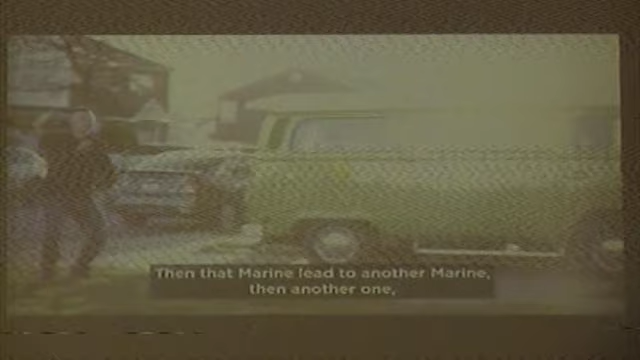 Then that Marine lead to another Marine,
then another one,